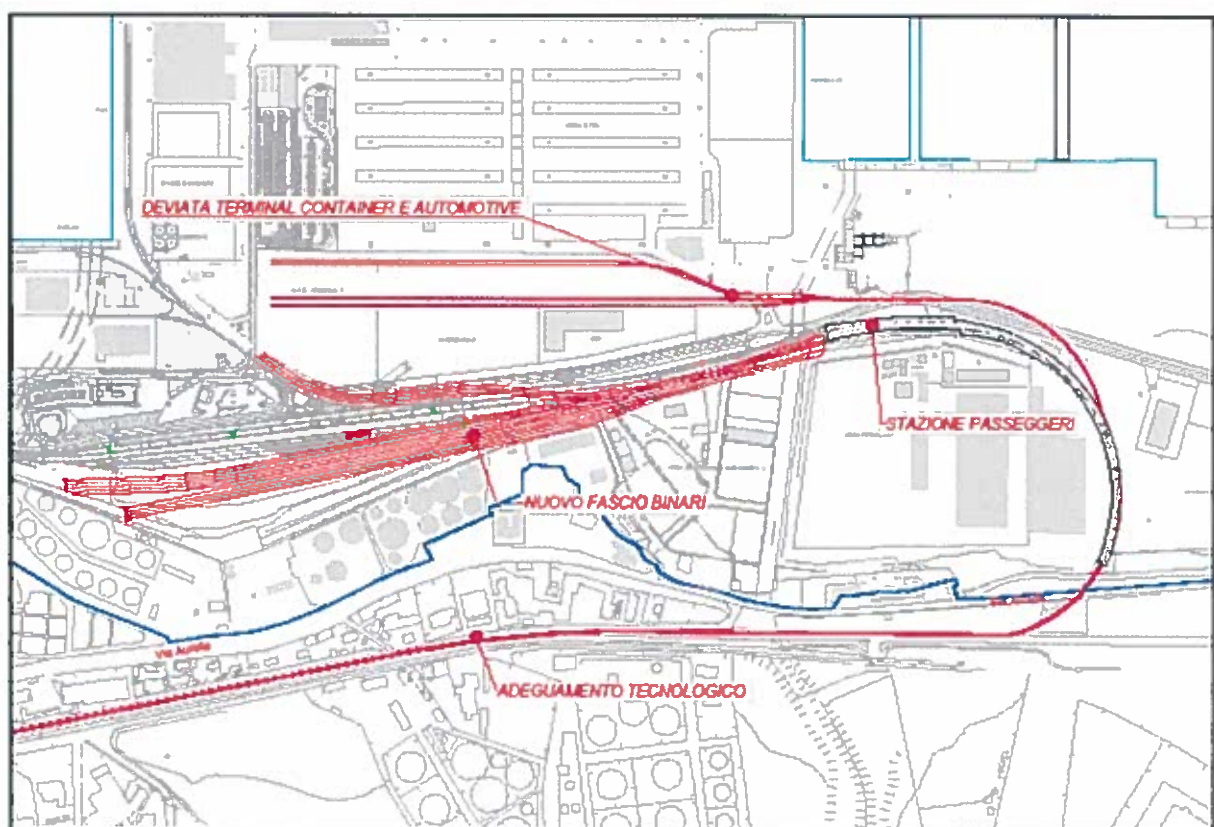 DEVIATA TERMINAL CONTAINER E AUTOMOTIVE
STAZIONE PASSEGGERI
NUOVO FASCIO BINARI
Via Aurelia
ADEGUAMENTO TECNOLOGICO